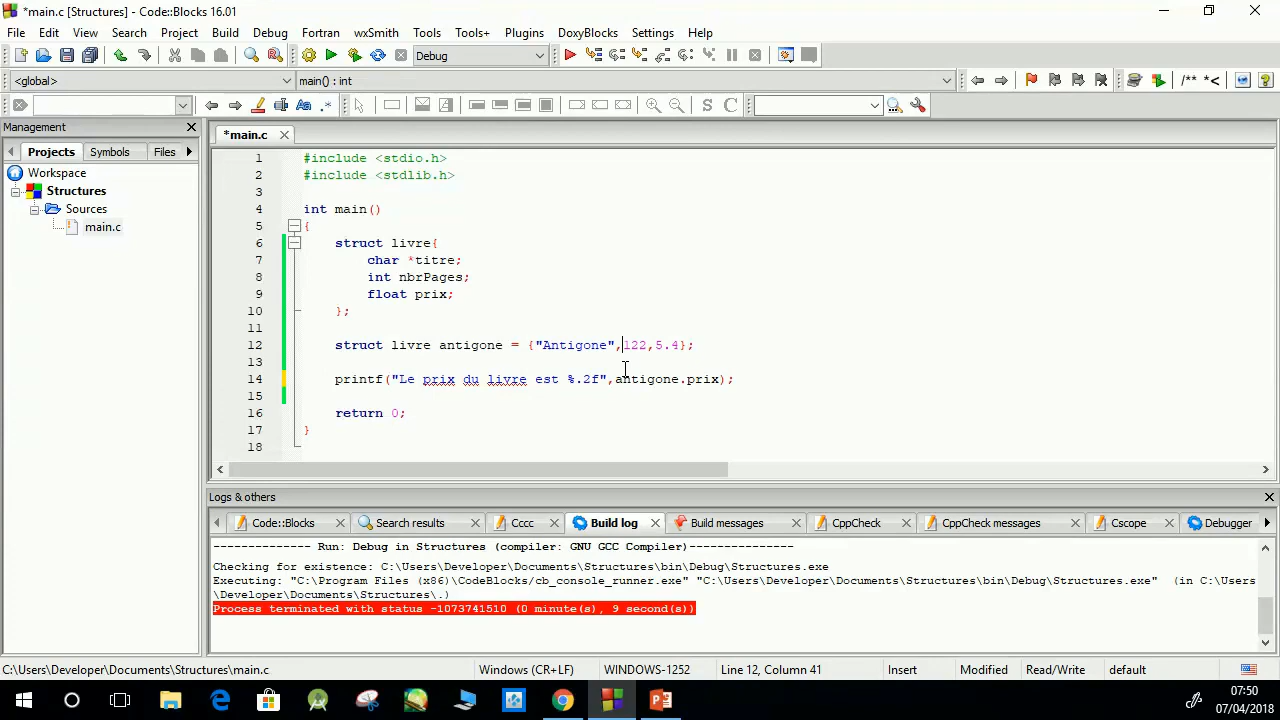 *main.c [Structures] - Code::Blocks 16.01
File Edit View Search Project Build Debug Fortran wxSmith Tools Tools+ Plugins DoxyBlocks Settings Help
Debug
<global> main() : int
/** *<
Management
*main.c
Projects Symbols Files
Workspace
Structures
Sources
main.c
1 #include <stdio.h>
2 #include <stdlib.h>
3
4 int main()
5 {
6 struct livre{
7 char *titre;
8 int nbrPages;
9 float prix;
10 };
11
12 struct livre antigone = {"Antigone",122,5.4};
13
14 printf("Le prix du livre est %.2f",antigone.prix);
15
16 return 0;
17 }
18
Logs & others
Code::Blocks Search results Cccc Build log Build messages CppCheck CppCheck messages Cscope Debugger
-------------- Run: Debug in Structures (compiler: GNU GCC Compiler)---------------
Checking for existence: C:\Users\Developer\Documents\Structures\bin\Debug\Structures.exe
Executing: "C:\Program Files (x86)\CodeBlocks/cb_console_runner.exe" "C:\Users\Developer\Documents\Structures\bin\Debug\Structures.exe" (in C:\Users
\Developer\Documents\Structures\.)
Process terminated with status -1073741510 (0 minute(s), 9 second(s))
C:\Users\Developer\Documents\Structures\main.c Windows (CR+LF) WINDOWS-1252 Line 12, Column 41 Insert Modified Read/Write default
07:50
07/04/2018